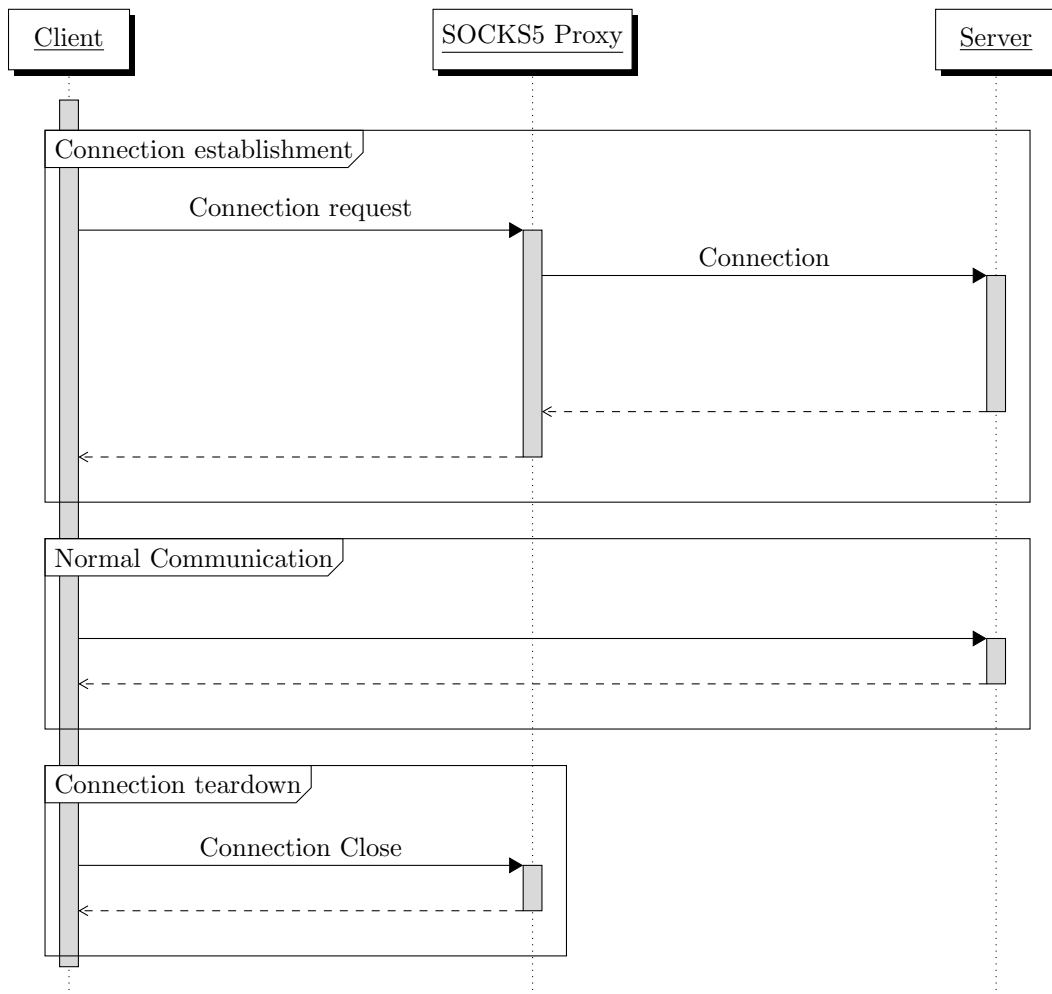 Client
SOCKS5 Proxy
Server
Connection establishment
Connection request
Connection
Normal Communication
Connection teardown
Connection Close